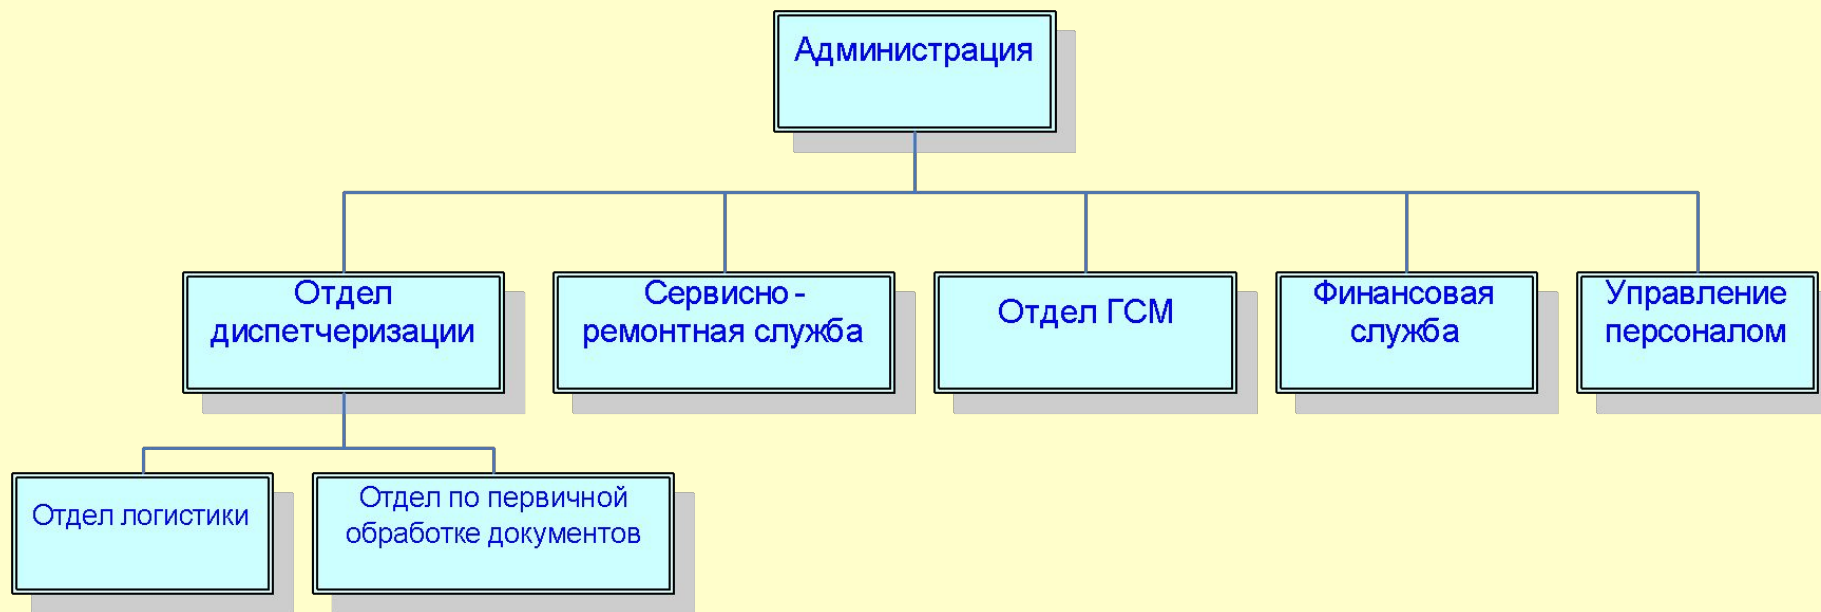 Администрация
Отдел
диспетчеризации
Сервисно -
ремонтная служба
Отдел ГСМ
Финансовая
служба
Управление
персоналом
Отдел логистики
Отдел по первичной
обработке документов